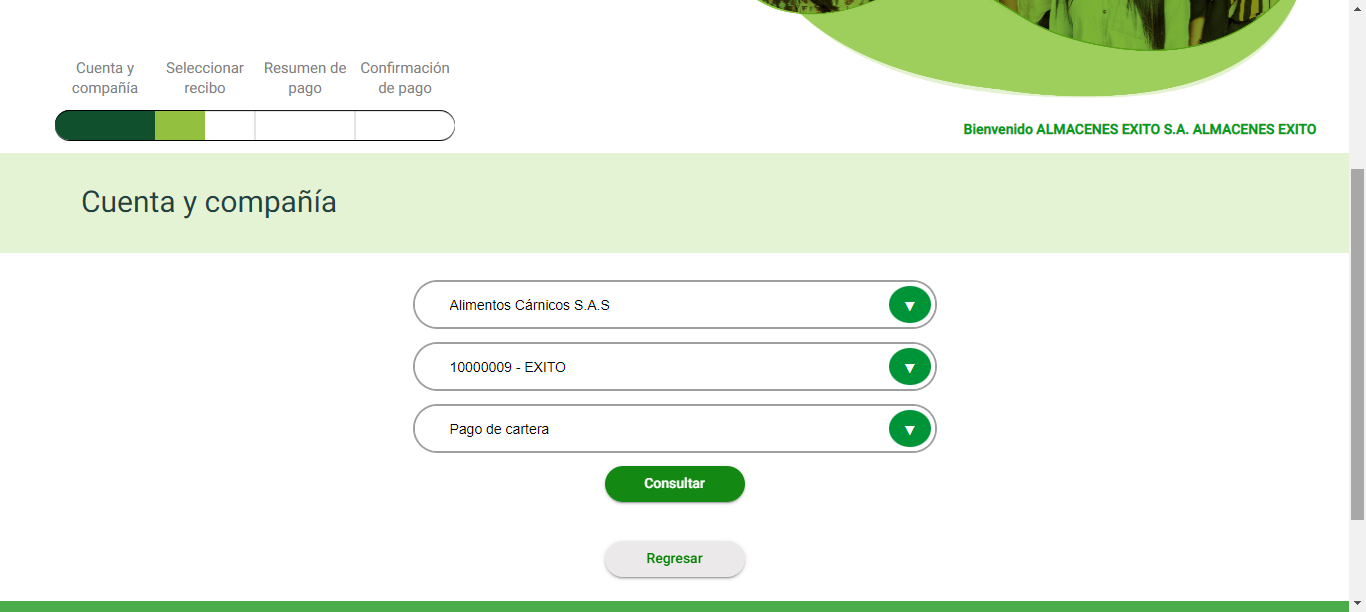 Cuenta y
compañía
Seleccionar
recibo
Resumen de
pago
Confirmación
de pago
Bienvenido ALMACENES EXITO S.A. ALMACENES EXITO
Cuenta y compañía
Alimentos Cárnicos S.A.S
10000009 - EXITO
Pago de cartera
Consultar
Regresar